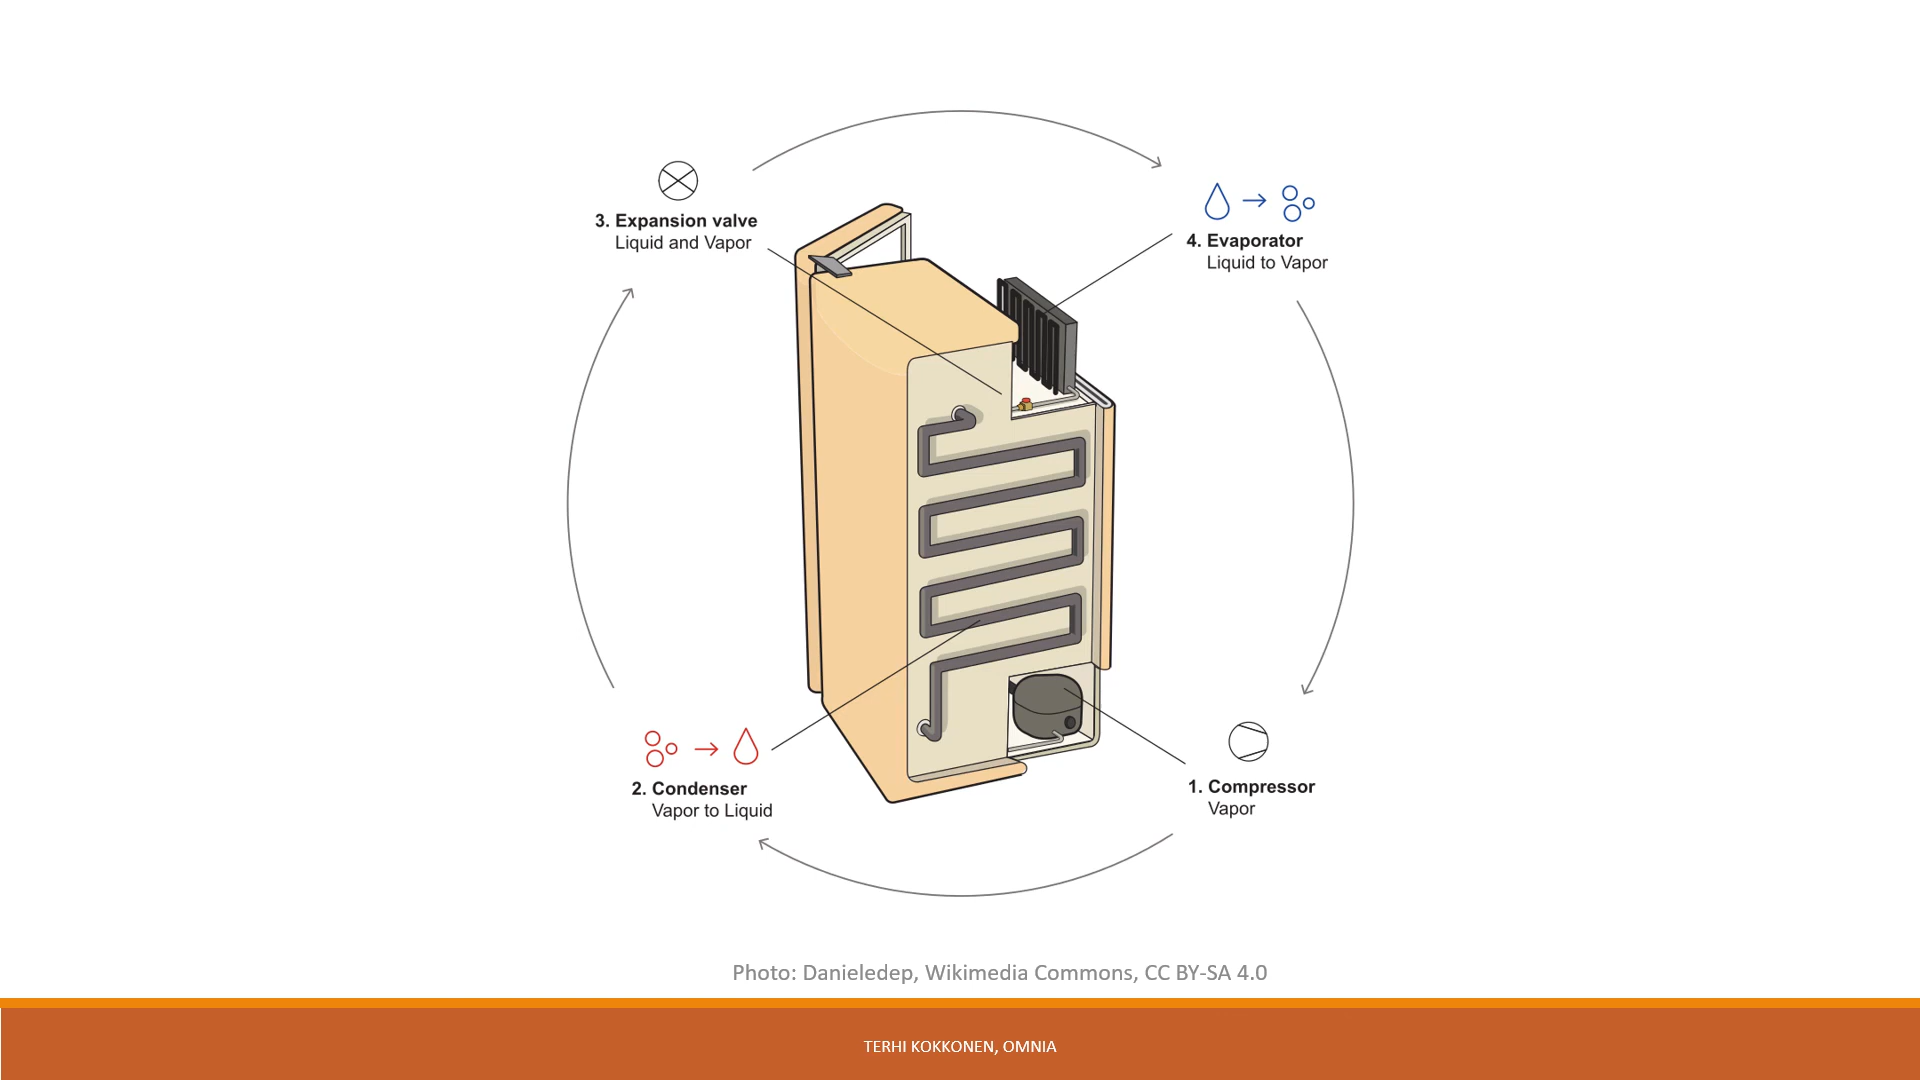 3. Expansion valve
Liquid and Vapor
4. Evaporator
Liquid to Vapor
2. Condenser
Vapor to Liquid
1. Compressor
Vapor
Photo: Danieledep, Wikimedia Commons, CC BY-SA 4.0
TERHI KOKKONEN, OMNIA